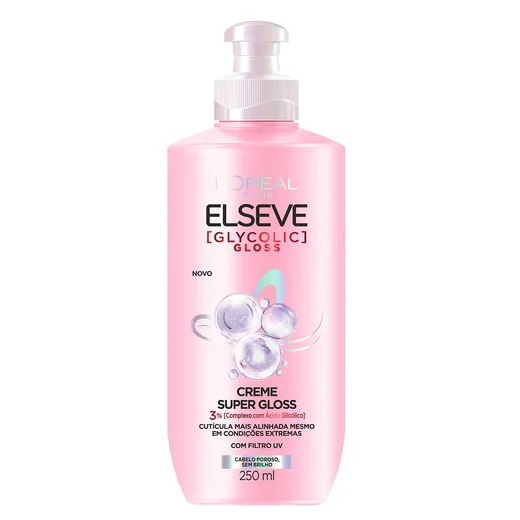 L'ORÉAL
PARIS
ELSEVE
[GLYCOLIC]
GLOSS
NOVO
CREME
SUPER GLOSS
3% [Complexo com Ácido Glicólico]
CUTÍCULA MAIS ALINHADA MESMO
EM CONDIÇÕES EXTREMAS
COM FILTRO UV
CABELO POROSO,
SEM BRILHO
250 ml